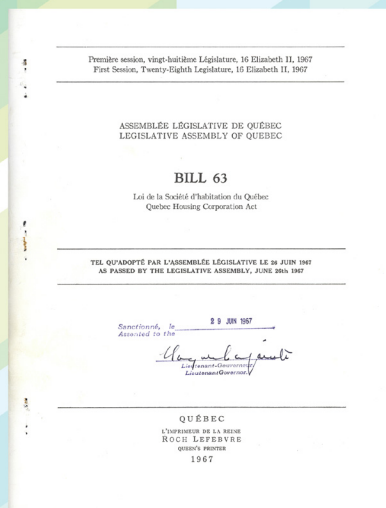 Première session, vingt-huitième Législature, 16 Elizabeth II, 1967
First Session, Twenty-Eighth Legislature, 16 Elizabeth II, 1967
ASSEMBLÉE LÉGISLATIVE DE QUÉBEC
LEGISLATIVE ASSEMBLY OF QUEBEC
BILL 63
Loi de la Société d'habitation du Québec
Quebec Housing Corporation Act
TEL QU'ADOPTÉ PAR L'ASSEMBLÉE LÉGISLATIVE LE 26 JUIN 1967
AS PASSED BY THE LEGISLATIVE ASSEMBLY, JUNE 26th 1967
29 JUIN 1967
Sanctionné, le
Assented to the
Lieutenant-Gouverneur
Lieutenant Governor.
QUÉBEC
L'IMPRIMEUR DE LA REINE
ROCH LEFEBVRE
QUEEN'S PRINTER
1967